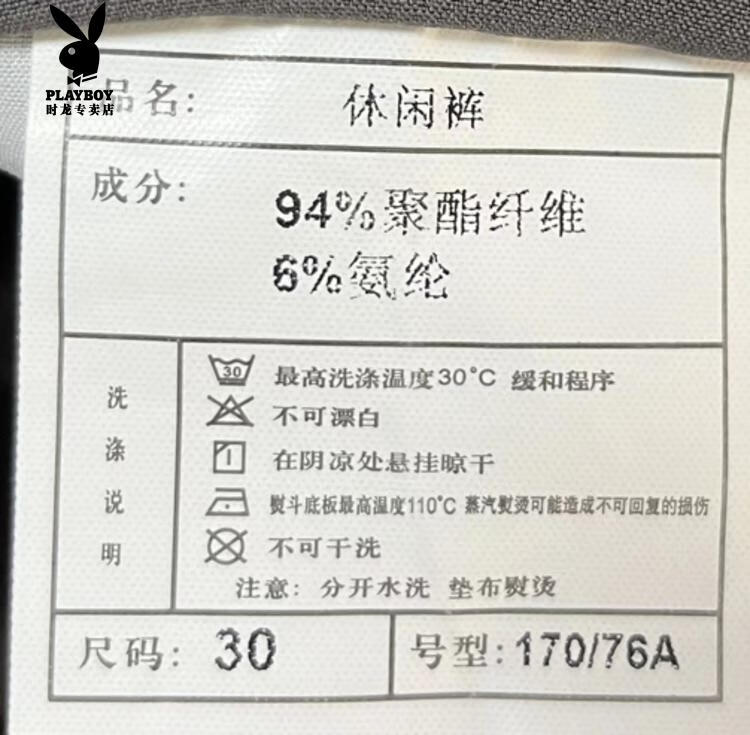 PLAYBOY
时龙专卖店
品名: 休闲裤
成分: 94%聚酯纤维
6%氨纶
洗涤说明
30 最高洗涤温度30°C 缓和程序
不可漂白
在阴凉处悬挂晾干
熨斗底板最高温度110°C 蒸汽熨烫可能造成不可回复的损伤
不可干洗
注意: 分开水洗 垫布熨烫
尺码: 30 号型: 170/76A